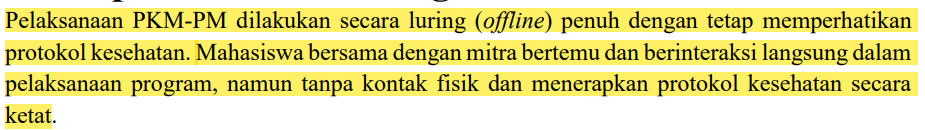 Pelaksanaan PKM-PM dilakukan secara luring (offline) penuh dengan tetap memperhatikan
protokol kesehatan. Mahasiswa bersama dengan mitra bertemu dan berinteraksi langsung dalam
pelaksanaan program, namun tanpa kontak fisik dan menerapkan protokol kesehatan secara
ketat.